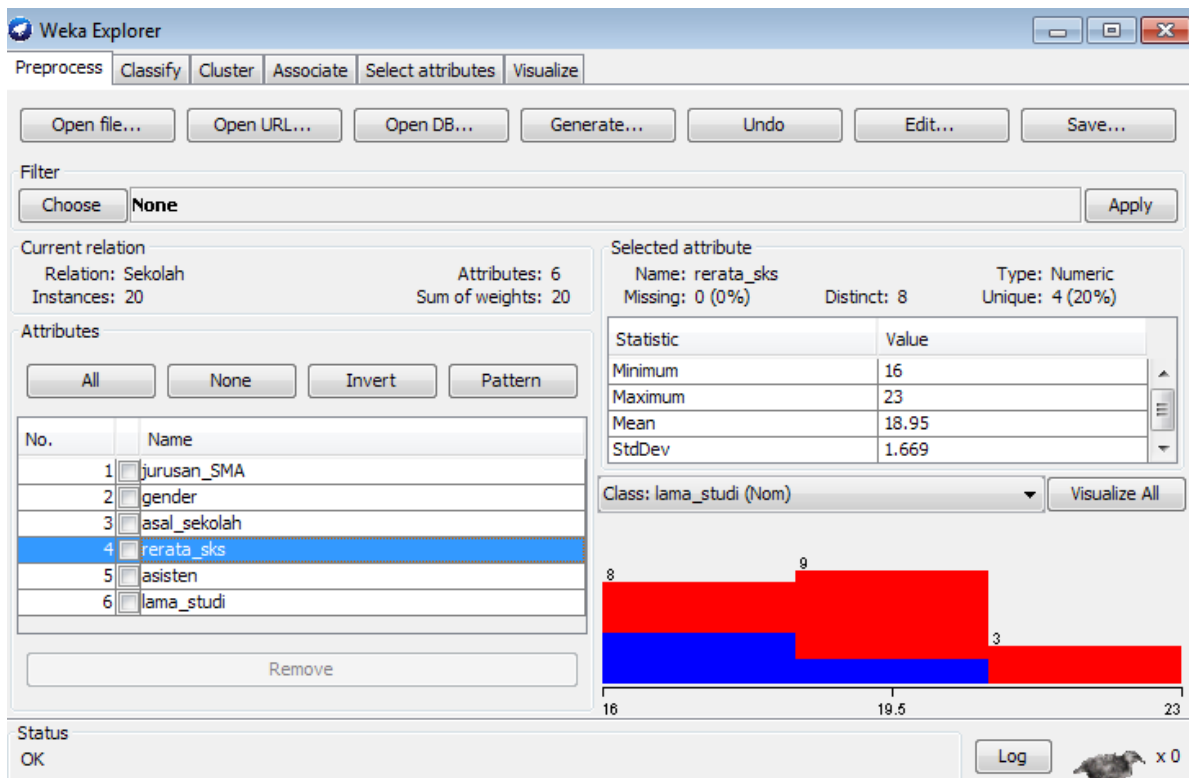 Weka Explorer
Preprocess Classify Cluster Associate Select attributes Visualize
Open file... Open URL... Open DB... Generate... Undo Edit... Save...
Filter
Choose None Apply
Current relation
Relation: Sekolah Attributes: 6
Instances: 20 Sum of weights: 20
Attributes
All None Invert Pattern
No. Name
1 jurusan_SMA
2 gender
3 asal_sekolah
4 rerata_sks
5 asisten
6 lama_studi
Remove
Selected attribute
Name: rerata_sks Type: Numeric
Missing: 0 (0%) Distinct: 8 Unique: 4 (20%)
Statistic Value
Minimum 16
Maximum 23
Mean 18.95
StdDev 1.669
Class: lama_studi (Nom) Visualize All
8 9 3
16 19.5 23
Status
OK Log x 0